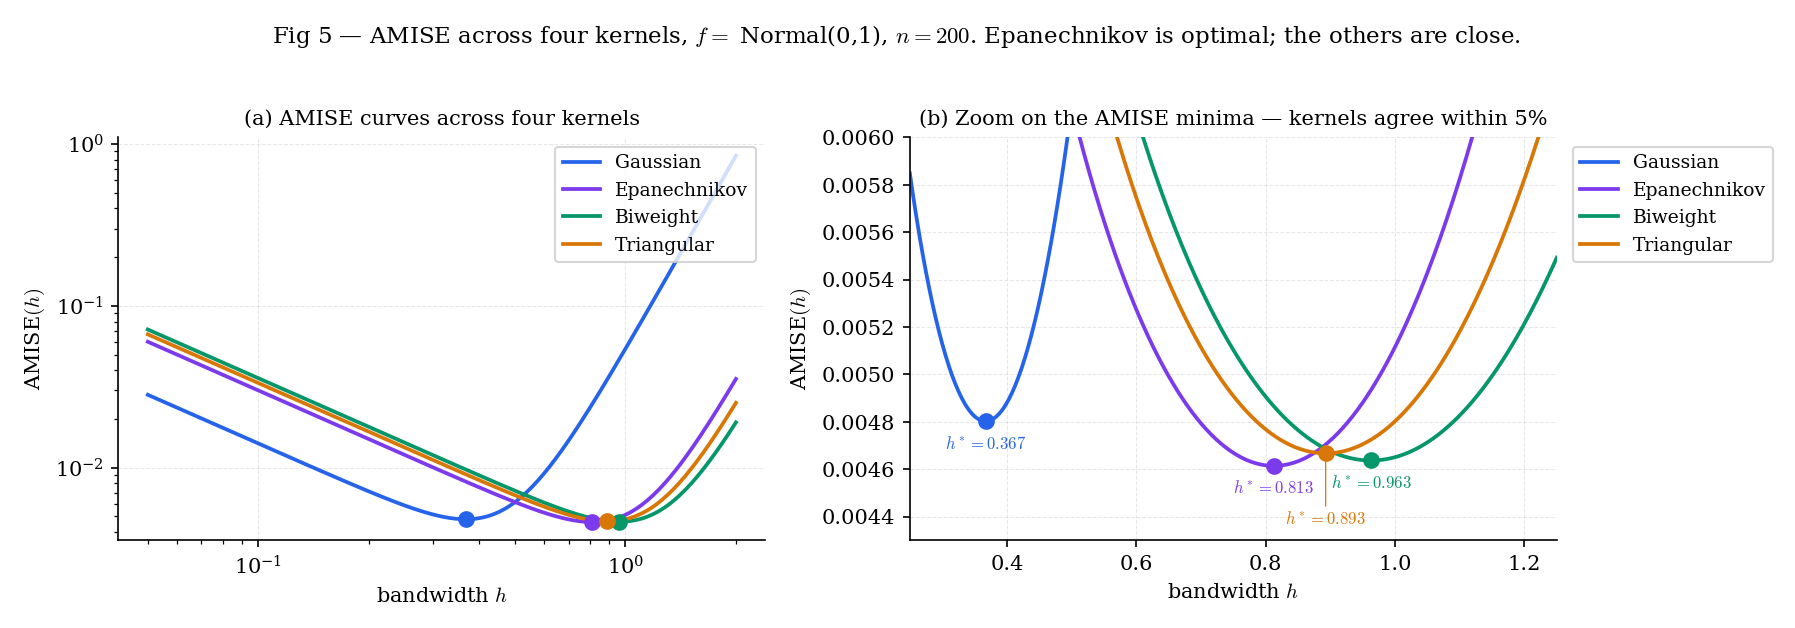 Fig 5 — AMISE across four kernels, f = Normal(0,1), n = 200. Epanechnikov is optimal; the others are close.
(a) AMISE curves across four kernels
10⁰
10⁻¹
10⁻²
AMISE(h)
Gaussian
Epanechnikov
Biweight
Triangular
10⁻¹
10⁰
bandwidth h
(b) Zoom on the AMISE minima — kernels agree within 5%
0.0060
0.0058
0.0056
0.0054
0.0052
0.0050
0.0048
0.0046
0.0044
AMISE(h)
h* = 0.367
h* = 0.813
h* = 0.963
h* = 0.893
0.4
0.6
0.8
1.0
1.2
bandwidth h
Gaussian
Epanechnikov
Biweight
Triangular